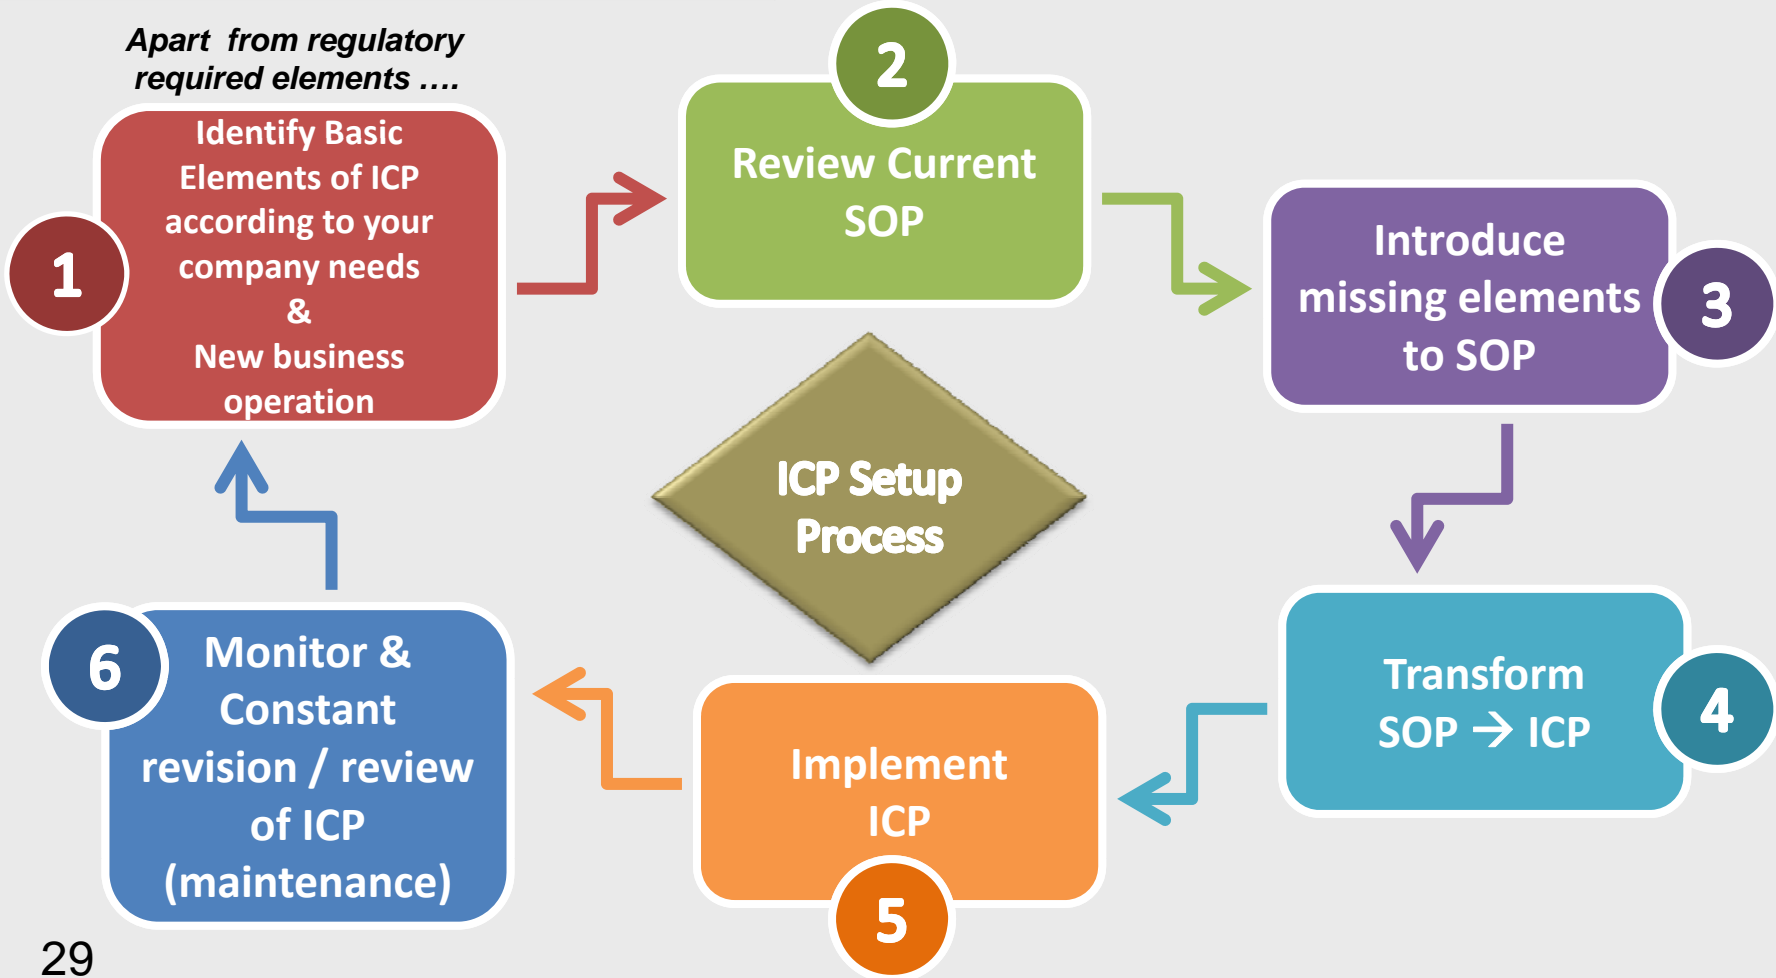 Apart from regulatory
required elements ....
1
Identify Basic
Elements of ICP
according to your
company needs
&
New business
operation
2
Review Current
SOP
3
Introduce
missing elements
to SOP
ICP Setup
Process
4
Transform
SOP → ICP
5
Implement
ICP
6
Monitor &
Constant
revision / review
of ICP
(maintenance)
29